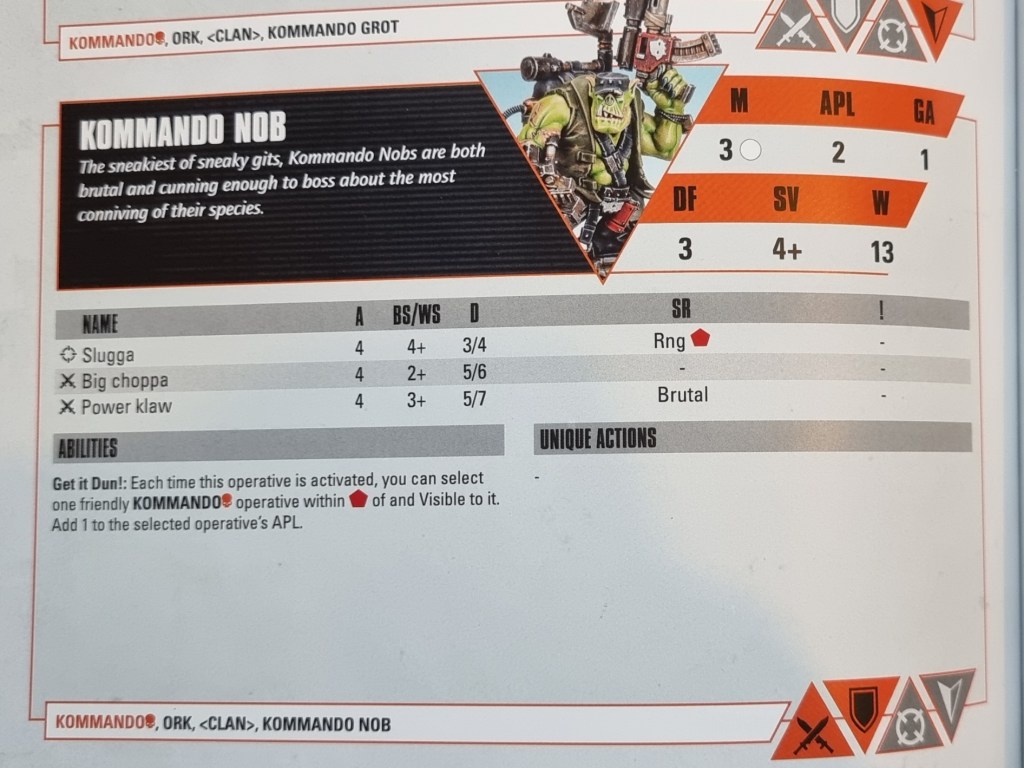 KOMMANDO, ORK, <CLAN>, KOMMANDO GROT
KOMMANDO NOB
The sneakiest of sneaky gits, Kommando Nobs are both
brutal and cunning enough to boss about the most
conniving of their species.
M APL GA
3 2 1
DF SV W
3 4+ 13
NAME A BS/WS D SR !
Slugga 4 4+ 3/4 Rng -
Big choppa 4 2+ 5/6 - -
Power klaw 4 3+ 5/7 Brutal -
ABILITIES
Get it Dun!: Each time this operative is activated, you can select
one friendly KOMMANDO operative within of and Visible to it.
Add 1 to the selected operative's APL.
UNIQUE ACTIONS
-
KOMMANDO, ORK, <CLAN>, KOMMANDO NOB